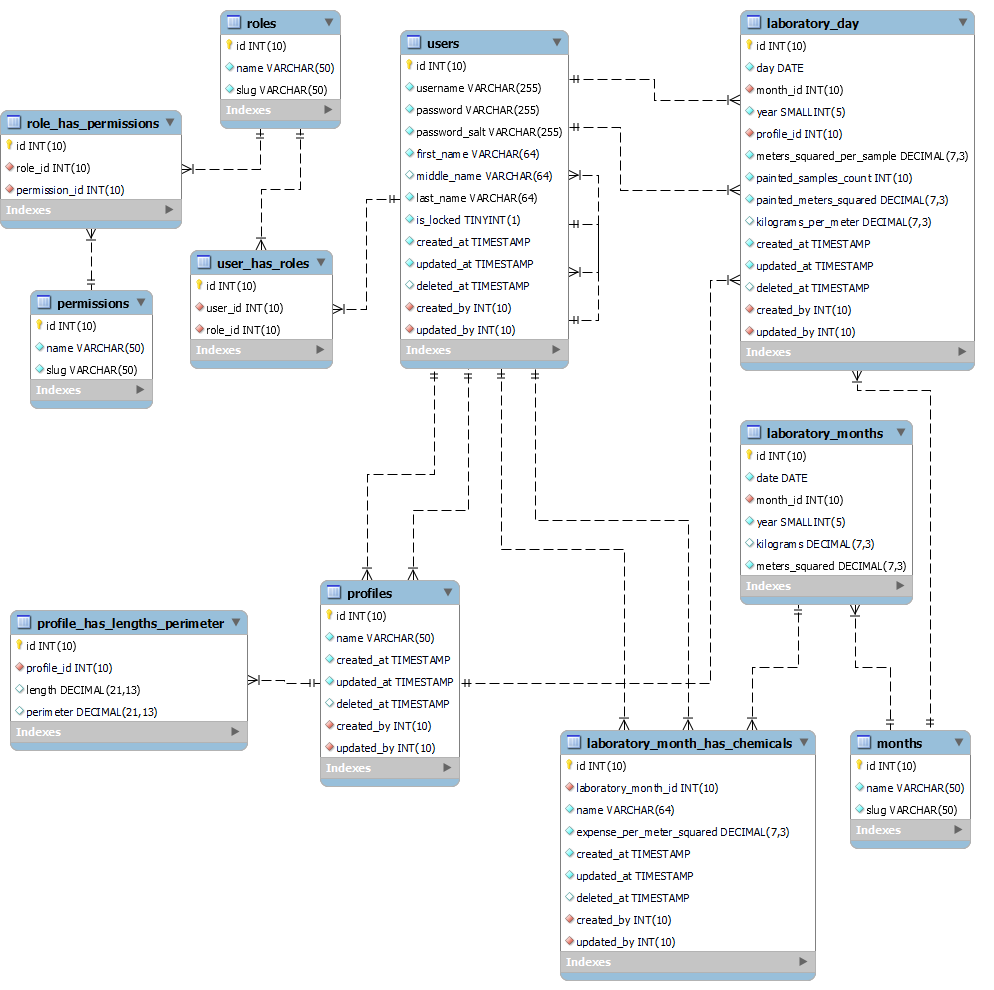 roles
id INT(10)
name VARCHAR(50)
slug VARCHAR(50)
Indexes
role_has_permissions
id INT(10)
role_id INT(10)
permission_id INT(10)
Indexes
permissions
id INT(10)
name VARCHAR(50)
slug VARCHAR(50)
Indexes
user_has_roles
id INT(10)
user_id INT(10)
role_id INT(10)
Indexes
users
id INT(10)
username VARCHAR(255)
password VARCHAR(255)
password_salt VARCHAR(255)
first_name VARCHAR(64)
middle_name VARCHAR(64)
last_name VARCHAR(64)
is_locked TINYINT(1)
created_at TIMESTAMP
updated_at TIMESTAMP
deleted_at TIMESTAMP
created_by INT(10)
updated_by INT(10)
Indexes
laboratory_day
id INT(10)
day DATE
month_id INT(10)
year SMALLINT(5)
profile_id INT(10)
meters_squared_per_sample DECIMAL(7,3)
painted_samples_count INT(10)
painted_meters_squared DECIMAL(7,3)
kilograms_per_meter DECIMAL(7,3)
created_at TIMESTAMP
updated_at TIMESTAMP
deleted_at TIMESTAMP
created_by INT(10)
updated_by INT(10)
Indexes
laboratory_months
id INT(10)
date DATE
month_id INT(10)
year SMALLINT(5)
kilograms DECIMAL(7,3)
meters_squared DECIMAL(7,3)
Indexes
profile_has_lengths_perimeter
id INT(10)
profile_id INT(10)
length DECIMAL(21,13)
perimeter DECIMAL(21,13)
Indexes
profiles
id INT(10)
name VARCHAR(50)
created_at TIMESTAMP
updated_at TIMESTAMP
deleted_at TIMESTAMP
created_by INT(10)
updated_by INT(10)
Indexes
laboratory_month_has_chemicals
id INT(10)
laboratory_month_id INT(10)
name VARCHAR(64)
expense_per_meter_squared DECIMAL(7,3)
created_at TIMESTAMP
updated_at TIMESTAMP
deleted_at TIMESTAMP
created_by INT(10)
updated_by INT(10)
Indexes
months
id INT(10)
name VARCHAR(50)
slug VARCHAR(50)
Indexes